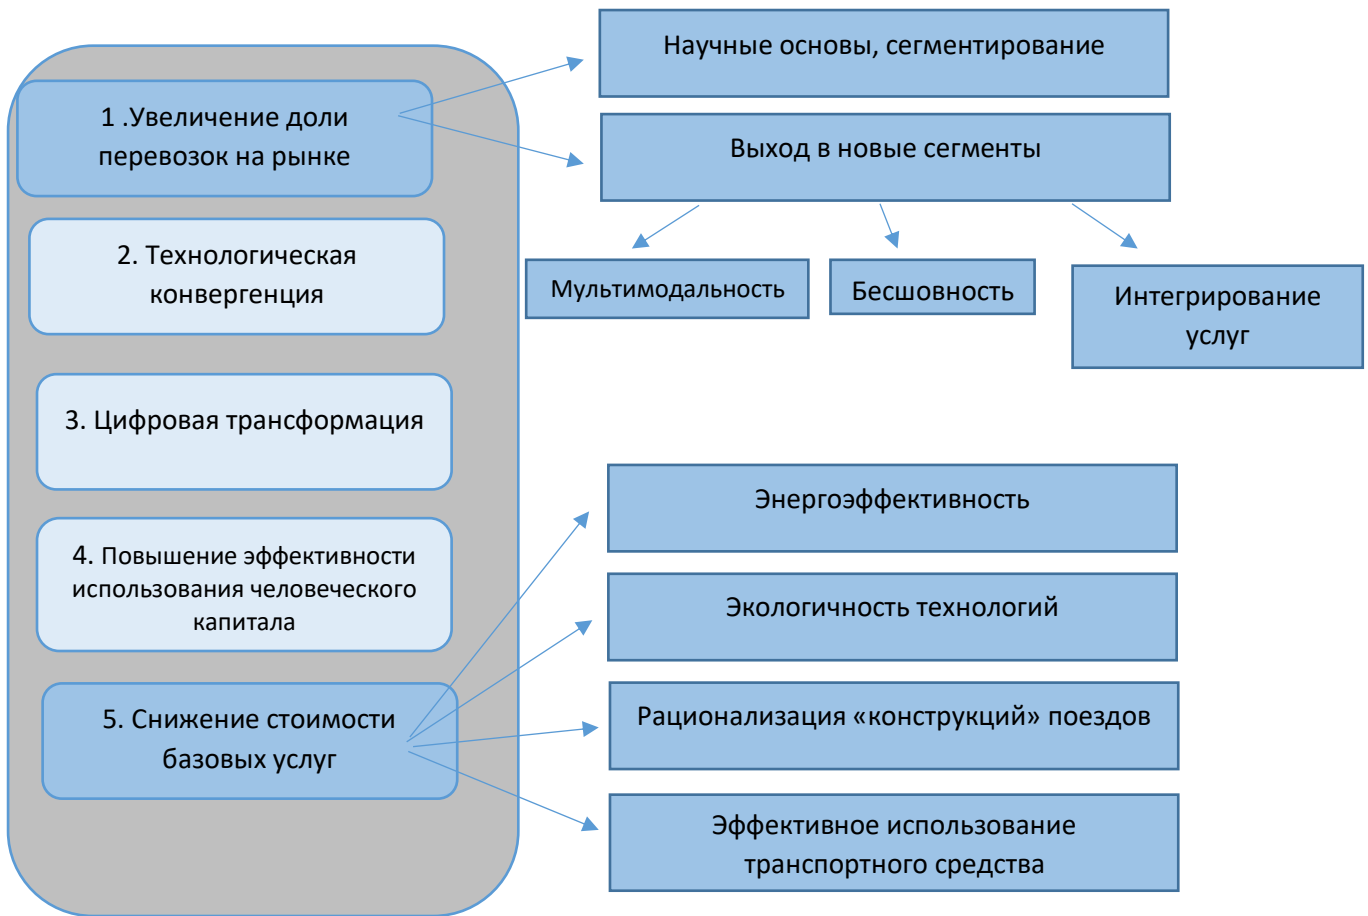 1 .Увеличение доли
перевозок на рынке
2. Технологическая
конвергенция
3. Цифровая трансформация
4. Повышение эффективности
использования человеческого
капитала
5. Снижение стоимости
базовых услуг
Научные основы, сегментирование
Выход в новые сегменты
Мультимодальность
Бесшовность
Интегрирование
услуг
Энергоэффективность
Экологичность технологий
Рационализация «конструкций» поездов
Эффективное использование
транспортного средства